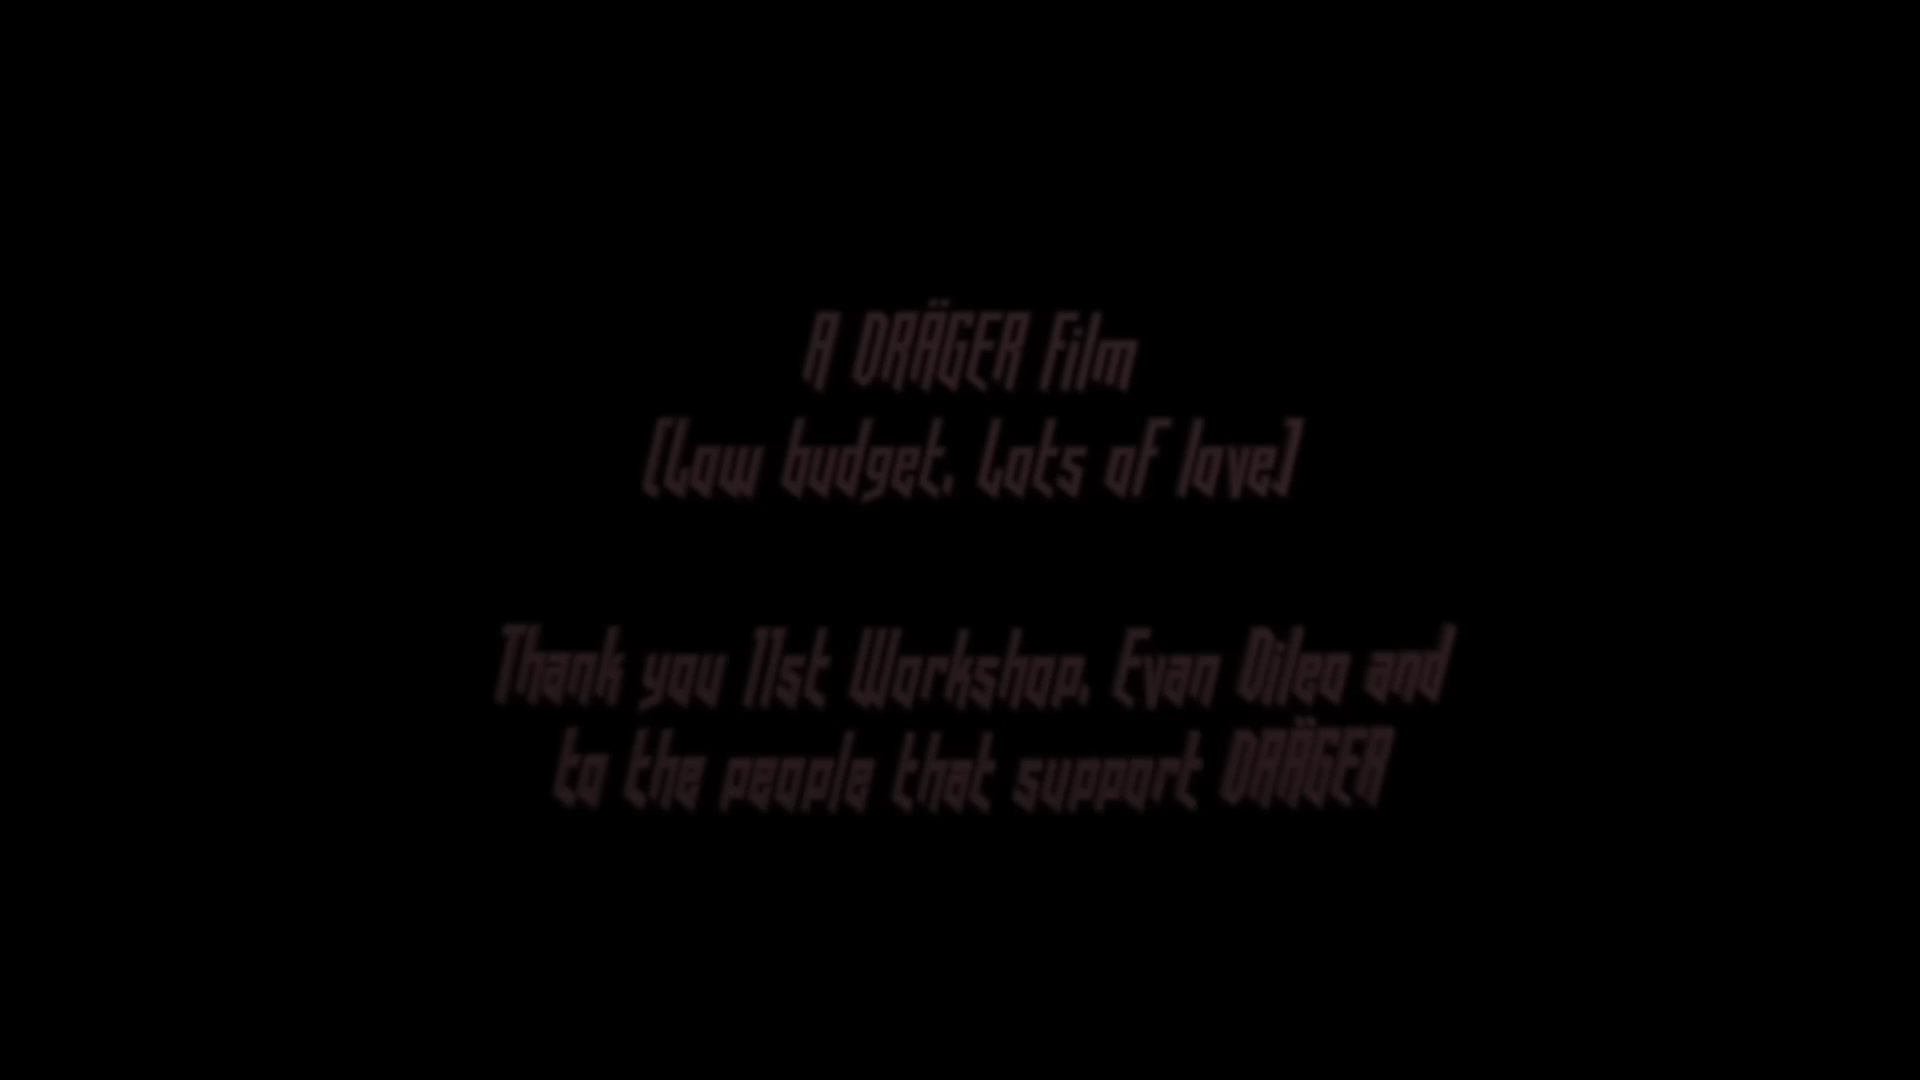 A DRÄGER Film
(Low budget, Lots of love)
Thank you 11st Workshop, Evan Dileo and
to the people that support DRÄGER